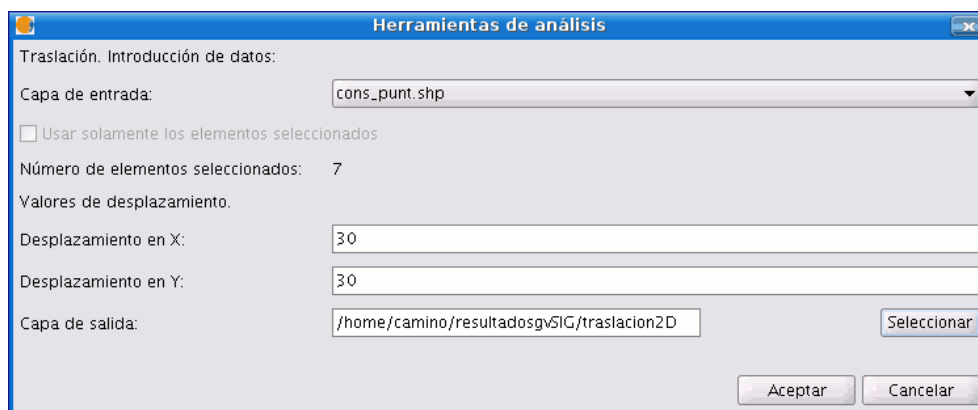 Herramientas de análisis
Traslación. Introducción de datos:
Capa de entrada: cons_punt.shp
Usar solamente los elementos seleccionados
Número de elementos seleccionados: 7
Valores de desplazamiento.
Desplazamiento en X: 30
Desplazamiento en Y: 30
Capa de salida: /home/camino/resultadosgvSIG/traslacion2D Seleccionar
Aceptar Cancelar